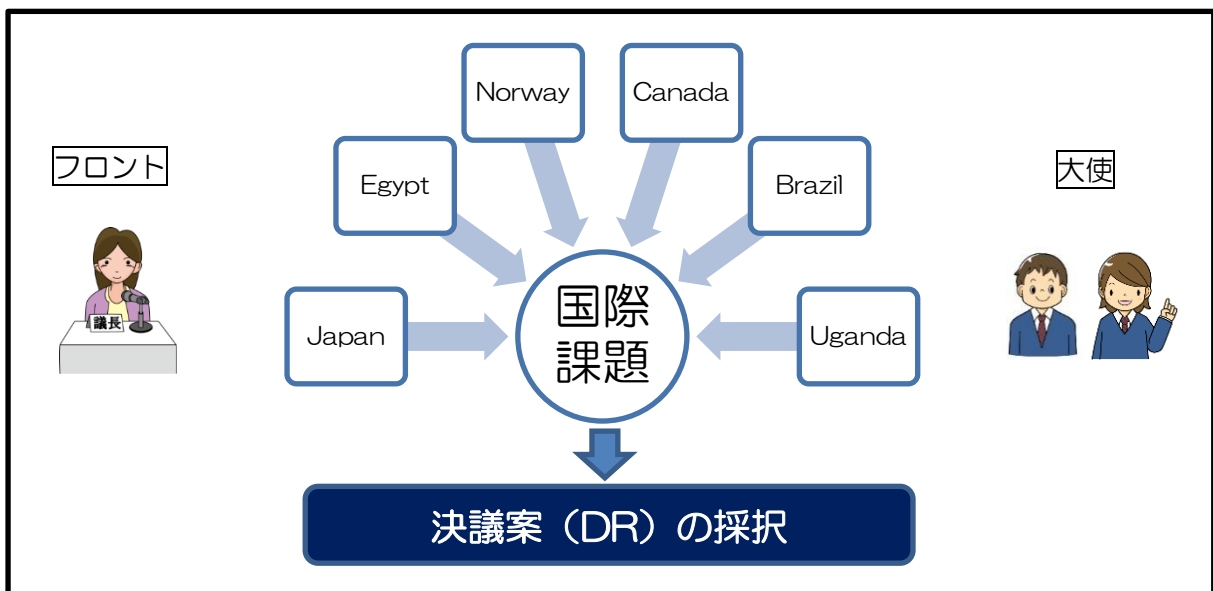 Norway
Canada
フロント
Egypt
Brazil
大使
議長
Japan
国際
課題
Uganda
決議案（DR）の採択